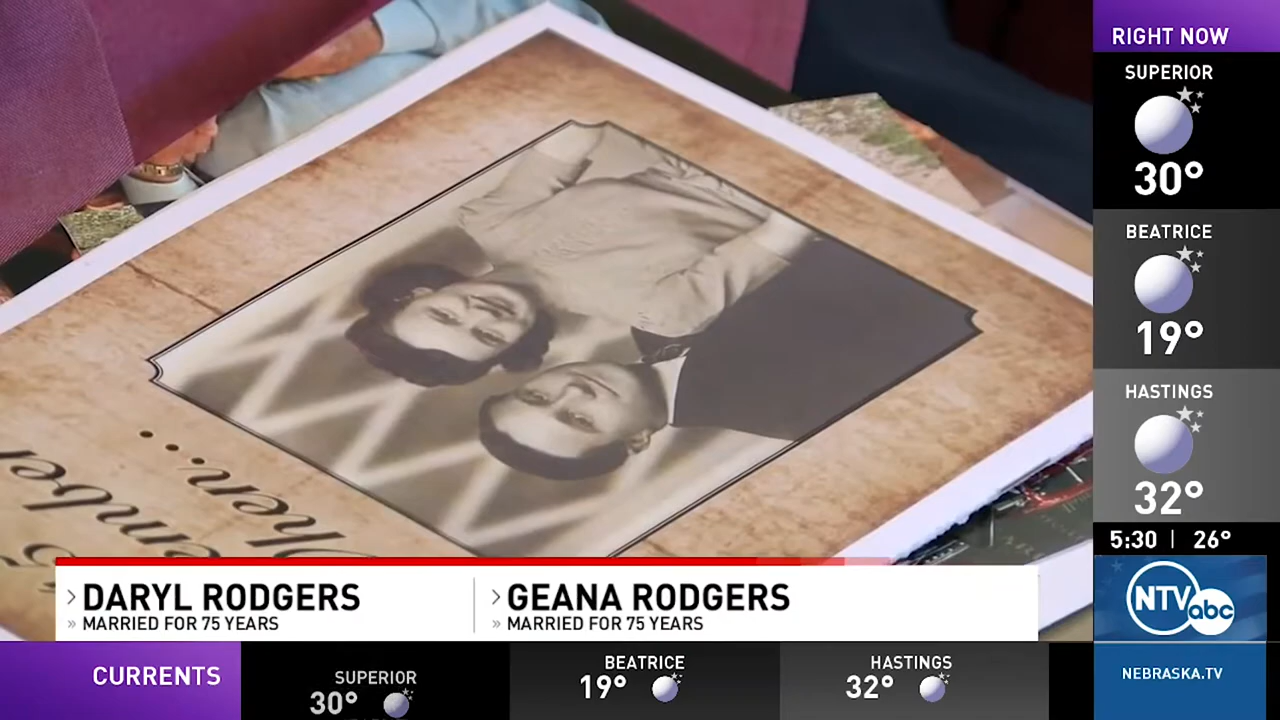 RIGHT NOW
SUPERIOR
30°
BEATRICE
19°
HASTINGS
32°
5:30 | 26°
NTV abc
NEBRASKA.TV
> DARYL RODGERS
» MARRIED FOR 75 YEARS
> GEANA RODGERS
» MARRIED FOR 75 YEARS
CURRENTS
SUPERIOR
30°
BEATRICE
19°
HASTINGS
32°